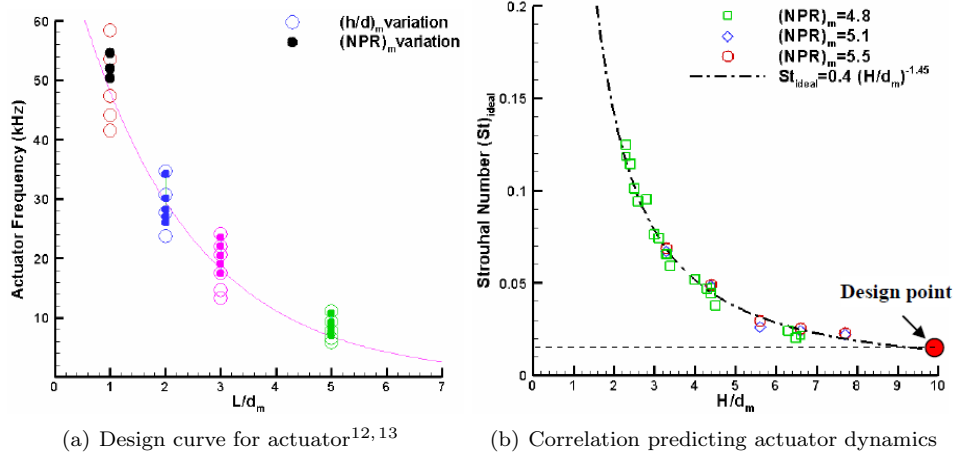 (h/d)m variation
(NPR)m variation
Actuator Frequency (kHz)
60
50
40
30
20
10
0 1 2 3 4 5 6 7
L/dm
(a) Design curve for actuator12,13
(NPR)m=4.8
(NPR)m=5.1
(NPR)m=5.5
Stideal=0.4 (H/dm)-1.45
Strouhal Number (St)ideal
0.2
0.15
0.1
0.05
0
Design point
0 1 2 3 4 5 6 7 8 9 10
H/dm
(b) Correlation predicting actuator dynamics